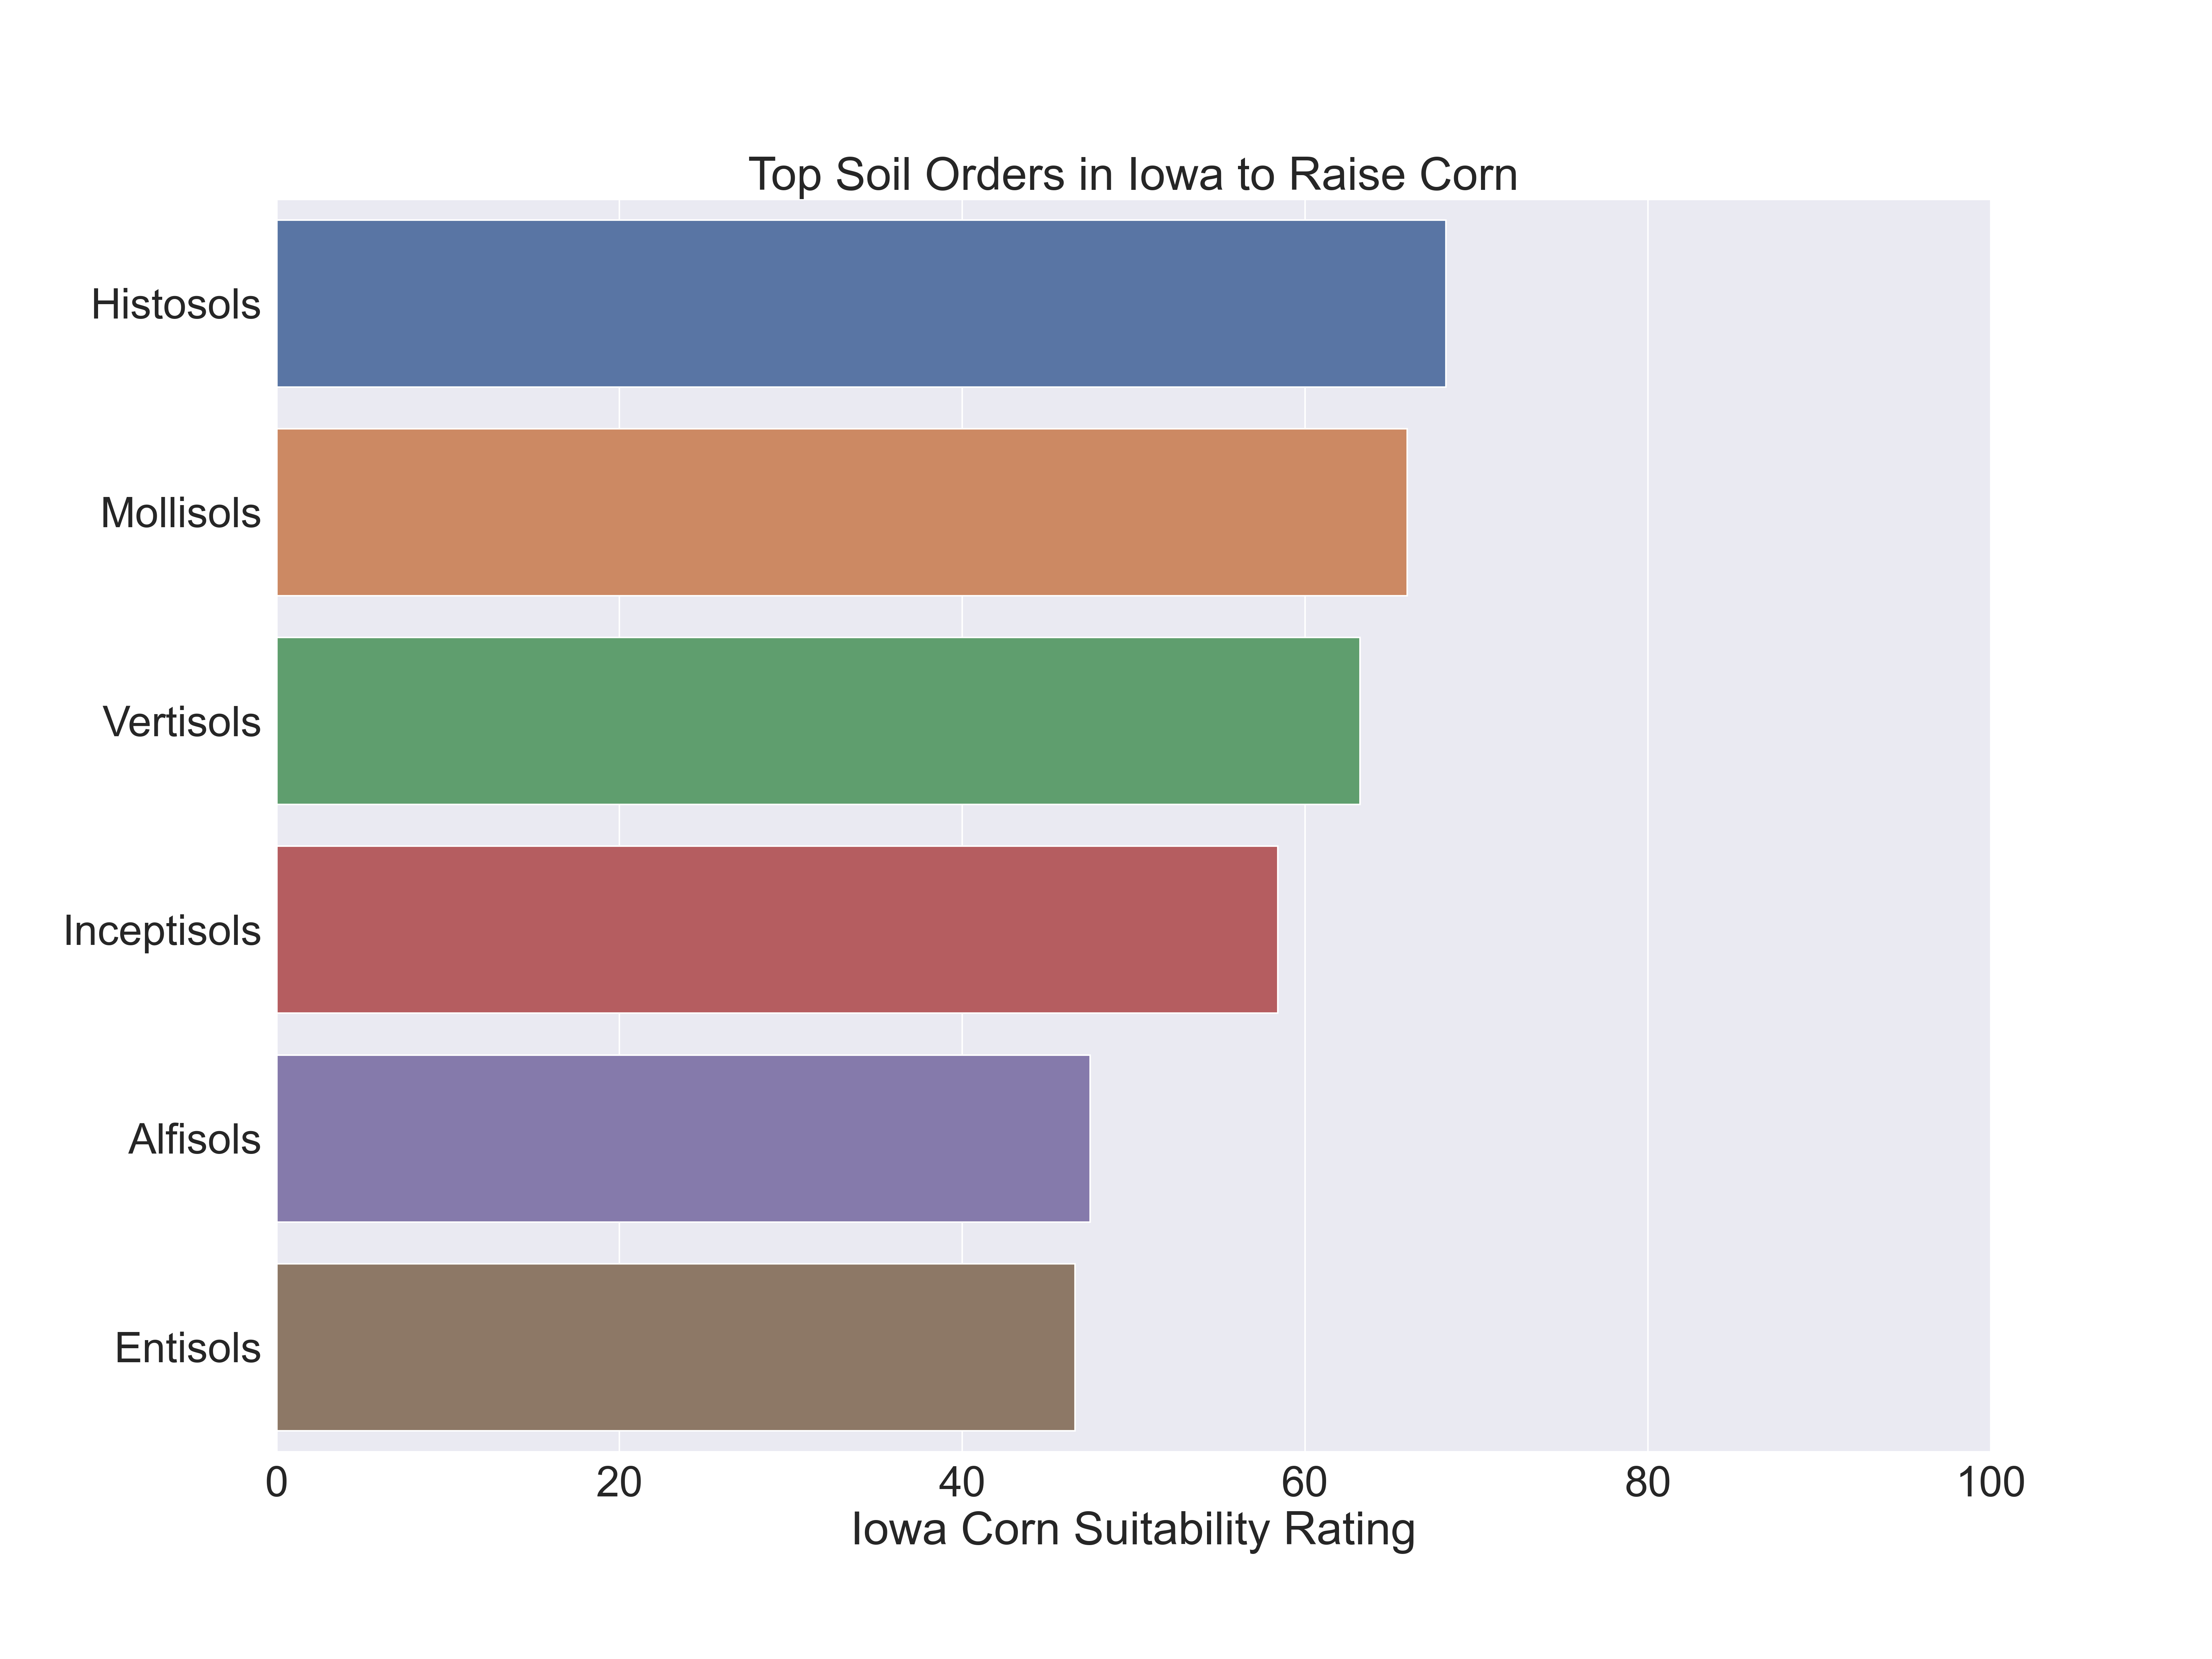 Top Soil Orders in Iowa to Raise Corn
Histosols
Mollisols
Vertisols
Inceptisols
Alfisols
Entisols
0 20 40 60 80 100
Iowa Corn Suitability Rating